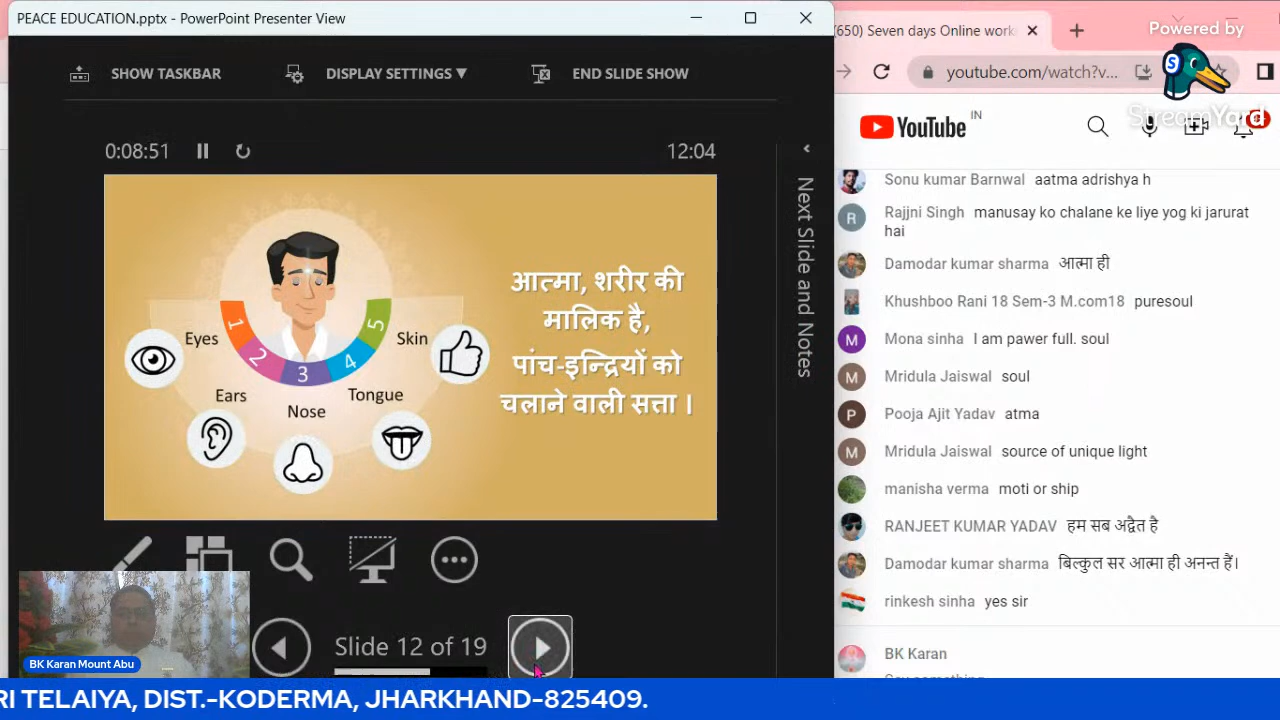 PEACE EDUCATION.pptx - PowerPoint Presenter View
SHOW TASKBAR
DISPLAY SETTINGS ▼
END SLIDE SHOW
0:08:51
12:04
Next Slide and Notes
Eyes
Ears
Nose
Tongue
Skin
1
2
3
4
5
आत्मा, शरीर की
मालिक है,
पांच-इन्द्रियों को
चलाने वाली सत्ता ।
Slide 12 of 19
BK Karan Mount Abu
RI TELAIYA, DIST.-KODERMA, JHARKHAND-825409.
(650) Seven days Online work
Powered by
StreamYard
youtube.com/watch?v...
YouTube
IN
Sonu kumar Barnwal aatma adrishya h
R
Rajjni Singh manusay ko chalane ke liye yog ki jarurat
hai
Damodar kumar sharma आत्मा ही
Khushboo Rani 18 Sem-3 M.com18 puresoul
M
Mona sinha I am pawer full. soul
M
Mridula Jaiswal soul
P
Pooja Ajit Yadav atma
M
Mridula Jaiswal source of unique light
manisha verma moti or ship
RANJEET KUMAR YADAV हम सब अद्वैत है
Damodar kumar sharma बिल्कुल सर आत्मा ही अनन्त हैं।
rinkesh sinha yes sir
BK Karan